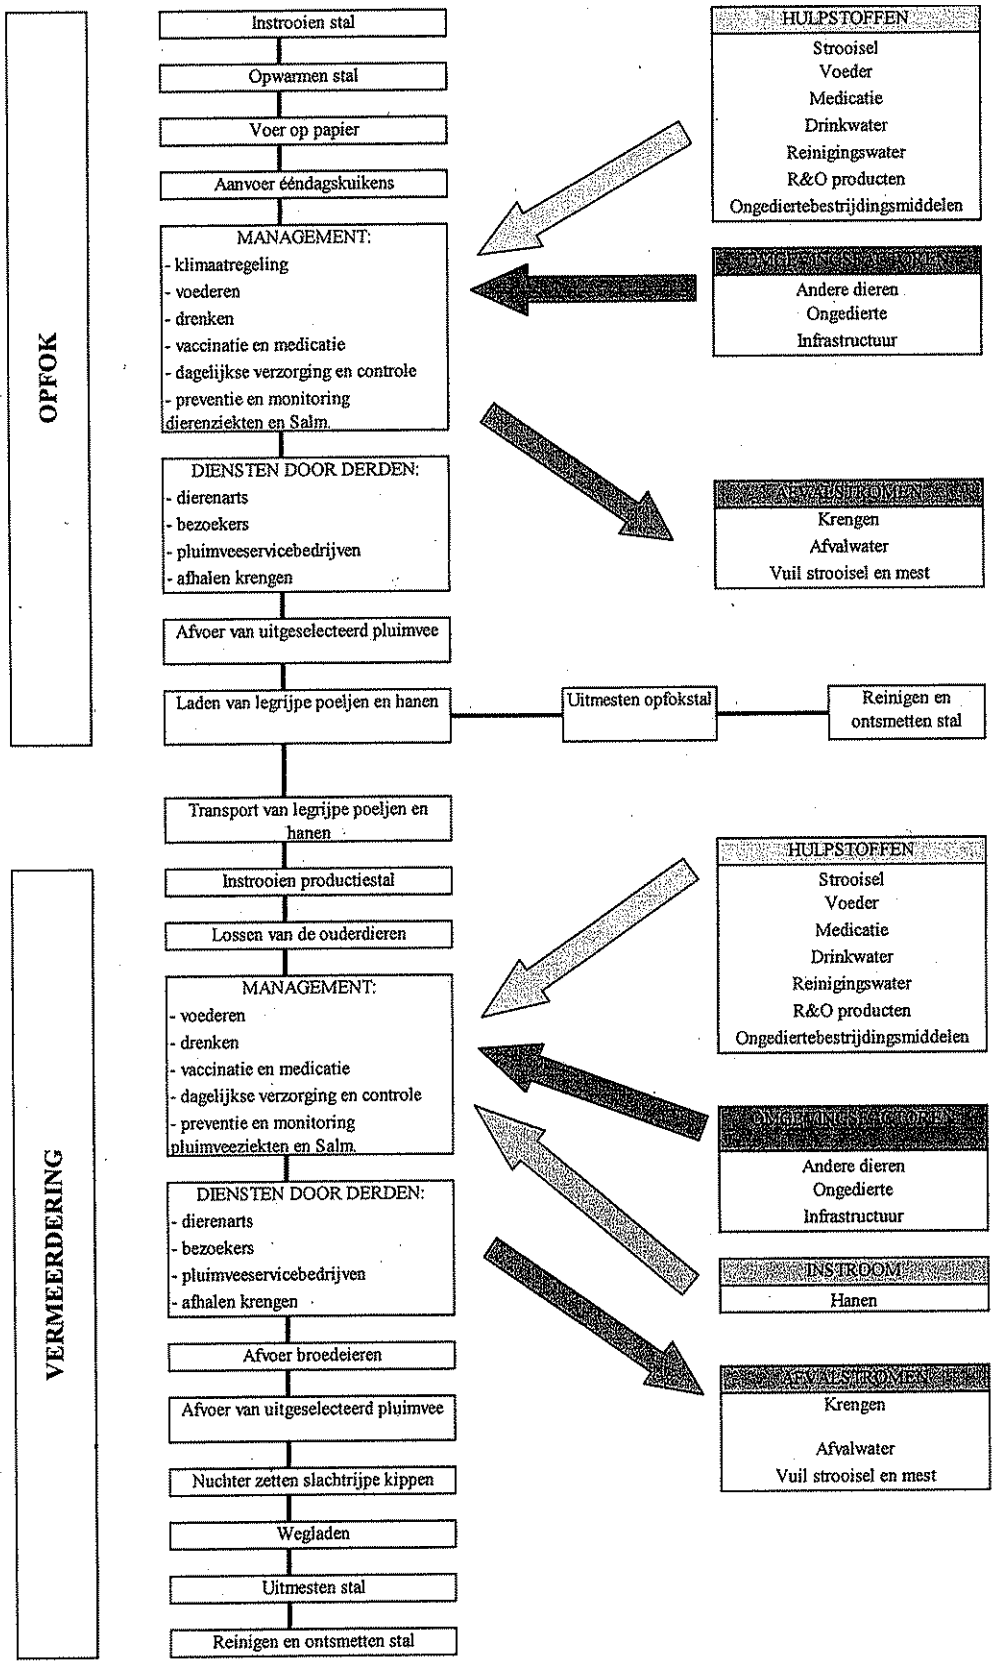 OPFOK
Instrooien stal
Opwarmen stal
Voer op papier
Aanvoer ééndagskuikens
MANAGEMENT:
- klimaatregeling
- voederen
- drenken
- vaccinatie en medicatie
- dagelijkse verzorging en controle
- preventie en monitoring
dierenziekten en Salm.
DIENSTEN DOOR DERDEN:
- dierenarts
- bezoekers
- pluimveeservicebedrijven
- afhalen krengen
Afvoer van uitgeselecteerd pluimvee
Laden van legrijpe poeljen en hanen
Uitmesten opfokstal
Reinigen en
ontsmetten stal
HULPSTOFFEN
Strooisel
Voeder
Medicatie
Drinkwater
Reinigingswater
R&O producten
Ongediertebestrijdingsmiddelen
OMGEVINGSFACTOREN
Andere dieren
Ongedierte
Infrastructuur
AFVALSTROMEN
Krengen
Afvalwater
Vuil strooisel en mest
Transport van legrijpe poeljen en
hanen
VERMEERDERING
Instrooien productiestal
Lossen van de ouderdieren
MANAGEMENT:
- voederen
- drenken
- vaccinatie en medicatie
- dagelijkse verzorging en controle
- preventie en monitoring
pluimveeziekten en Salm.
DIENSTEN DOOR DERDEN:
- dierenarts
- bezoekers
- pluimveeservicebedrijven
- afhalen krengen
Afvoer broedeieren
Afvoer van uitgeselecteerd pluimvee
Nuchter zetten slachtrijpe kippen
Wegladen
Uitmesten stal
Reinigen en ontsmetten stal
HULPSTOFFEN
Strooisel
Voeder
Medicatie
Drinkwater
Reinigingswater
R&O producten
Ongediertebestrijdingsmiddelen
OMGEVINGSFACTOREN
Andere dieren
Ongedierte
Infrastructuur
INSTROOM
Hanen
AFVALSTROMEN
Krengen
Afvalwater
Vuil strooisel en mest